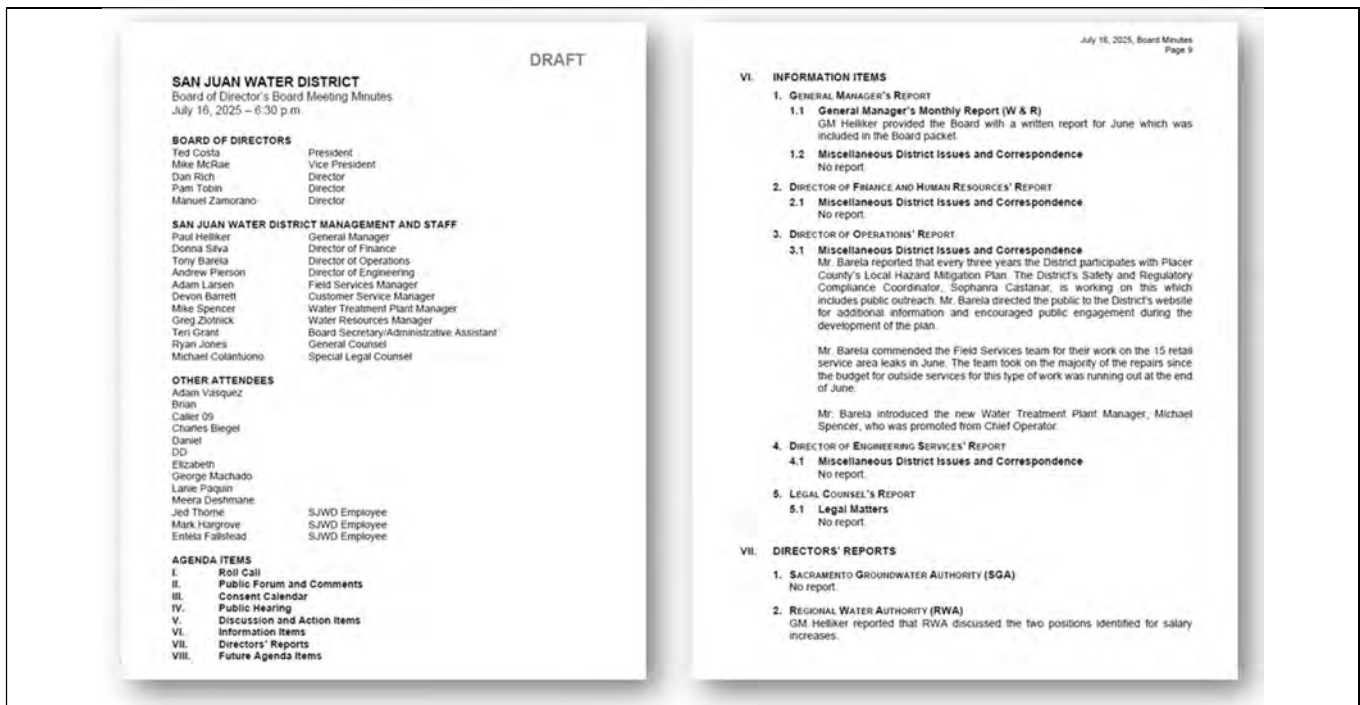 DRAFT
SAN JUAN WATER DISTRICT
Board of Director's Board Meeting Minutes
July 16, 2025 – 6:30 p.m.
BOARD OF DIRECTORS
Ted Costa President
Mike McRae Vice President
Dan Rich Director
Pam Tobin Director
Manuel Zamorano Director
SAN JUAN WATER DISTRICT MANAGEMENT AND STAFF
Paul Helliker General Manager
Donna Silva Director of Finance
Tony Barela Director of Operations
Andrew Pierson Director of Engineering
Adam Larsen Field Services Manager
Devon Barrett Customer Service Manager
Mike Spencer Water Treatment Plant Manager
Greg Zlotnick Water Resources Manager
Teri Grant Board Secretary/Administrative Assistant
Ryan Jones General Counsel
Michael Colantuono Special Legal Counsel
OTHER ATTENDEES
Adam Vasquez
Brian
Caller 09
Charles Biegel
Daniel
DD
Elizabeth
George Machado
Lanie Paquin
Meera Deshmane
Jed Thorne SJWD Employee
Mark Hargrove SJWD Employee
Entela Fallstead SJWD Employee
AGENDA ITEMS
I. Roll Call
II. Public Forum and Comments
III. Consent Calendar
IV. Public Hearing
V. Discussion and Action Items
VI. Information Items
VII. Directors' Reports
VIII. Future Agenda Items
July 16, 2025, Board Minutes
Page 9
VI. INFORMATION ITEMS
1. GENERAL MANAGER'S REPORT
1.1 General Manager's Monthly Report (W & R)
GM Helliker provided the Board with a written report for June which was
included in the Board packet.
1.2 Miscellaneous District Issues and Correspondence
No report.
2. DIRECTOR OF FINANCE AND HUMAN RESOURCES' REPORT
2.1 Miscellaneous District Issues and Correspondence
No report.
3. DIRECTOR OF OPERATIONS' REPORT
3.1 Miscellaneous District Issues and Correspondence
Mr. Barela reported that every three years the District participates with Placer
County's Local Hazard Mitigation Plan. The District's Safety and Regulatory
Compliance Coordinator, Sophanra Castanar, is working on this which
includes public outreach. Mr. Barela directed the public to the District's website
for additional information and encouraged public engagement during the
development of the plan.
Mr. Barela commended the Field Services team for their work on the 15 retail
service area leaks in June. The team took on the majority of the repairs since
the budget for outside services for this type of work was running out at the end
of June.
Mr. Barela introduced the new Water Treatment Plant Manager, Michael
Spencer, who was promoted from Chief Operator.
4. DIRECTOR OF ENGINEERING SERVICES' REPORT
4.1 Miscellaneous District Issues and Correspondence
No report.
5. LEGAL COUNSEL'S REPORT
5.1 Legal Matters
No report.
VII. DIRECTORS' REPORTS
1. SACRAMENTO GROUNDWATER AUTHORITY (SGA)
No report.
2. REGIONAL WATER AUTHORITY (RWA)
GM Helliker reported that RWA discussed the two positions identified for salary
increases.